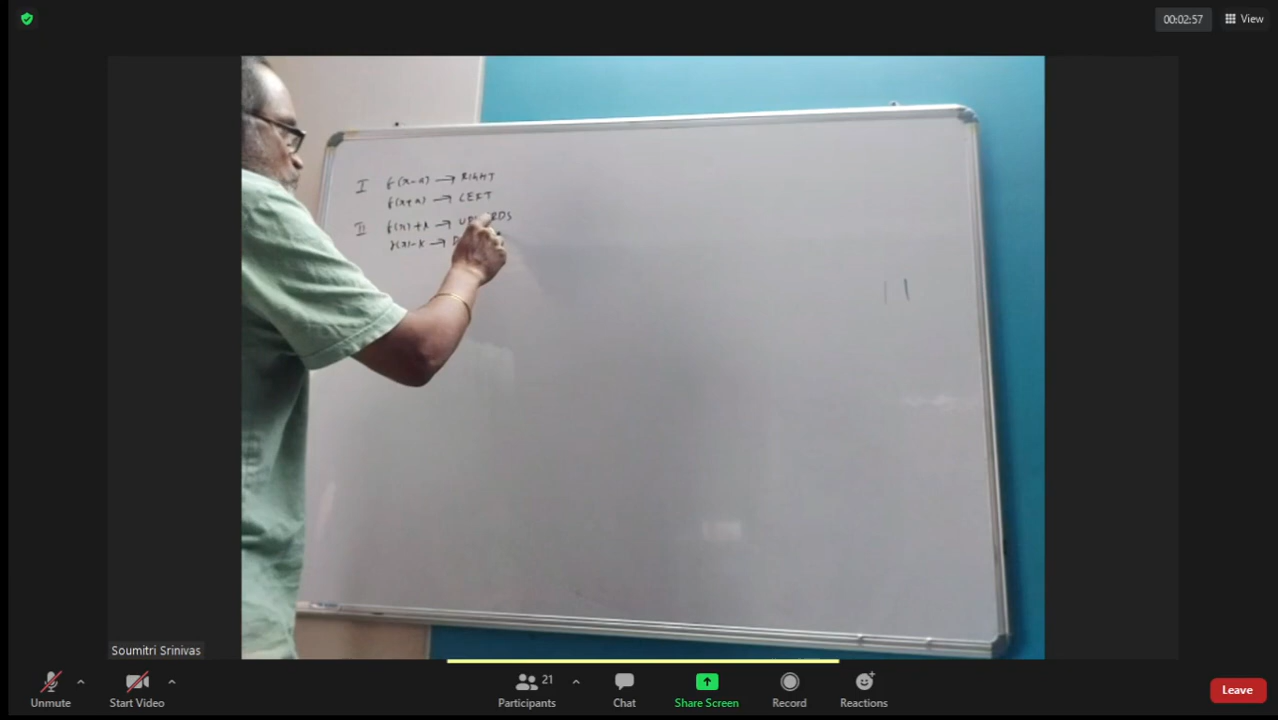 00:02:57
View
I f(x-a) → RIGHT
f(x+a) → LEFT
II f(x)+k →
f(x)-k →
Soumitri Srinivas
Unmute
Start Video
21
Participants
Chat
Share Screen
Record
Reactions
Leave